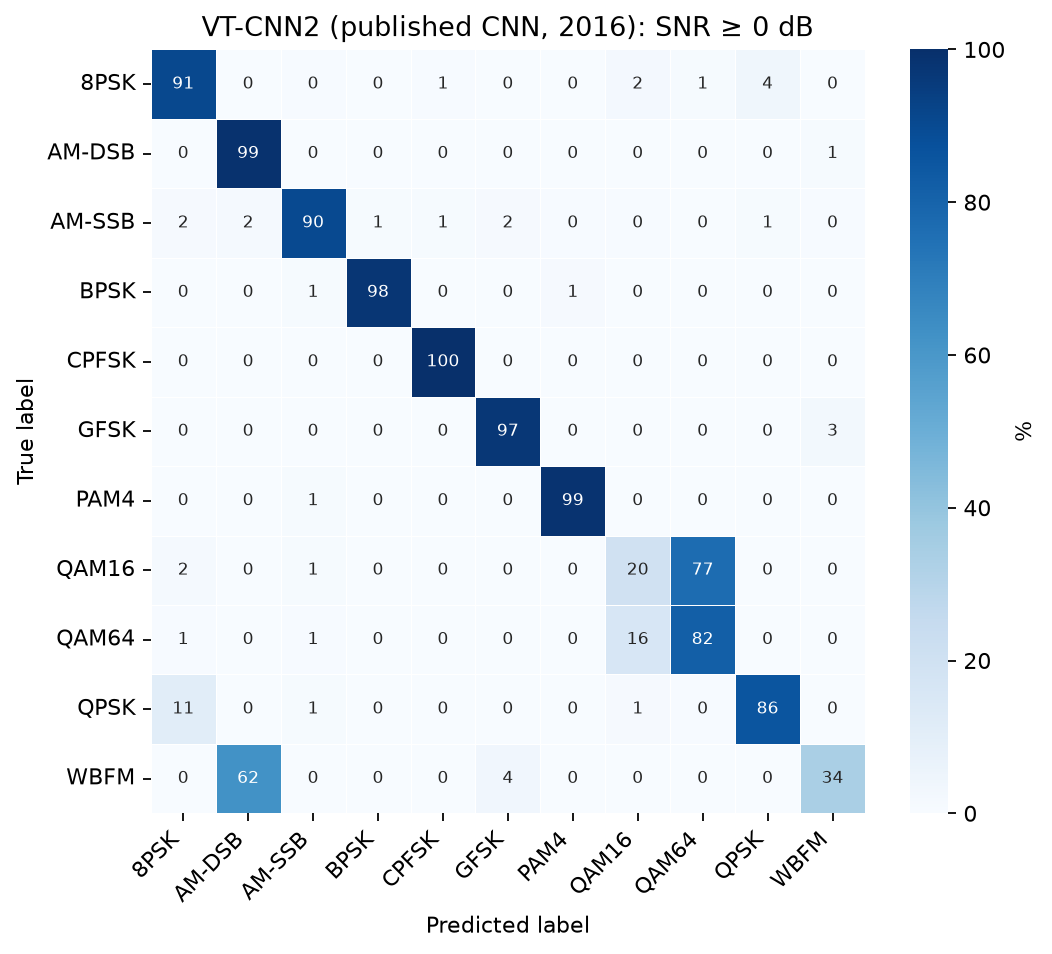 VT-CNN2 (published CNN, 2016): SNR ≥ 0 dB
8PSK 91 0 0 0 1 0 0 2 1 4 0
AM-DSB 0 99 0 0 0 0 0 0 0 0 1
AM-SSB 2 2 90 1 1 2 0 0 0 1 0
BPSK 0 0 1 98 0 0 1 0 0 0 0
CPFSK 0 0 0 0 100 0 0 0 0 0 0
GFSK 0 0 0 0 0 97 0 0 0 0 3
PAM4 0 0 1 0 0 0 99 0 0 0 0
QAM16 2 0 1 0 0 0 0 20 77 0 0
QAM64 1 0 1 0 0 0 0 16 82 0 0
QPSK 11 0 1 0 0 0 0 1 0 86 0
WBFM 0 62 0 0 0 4 0 0 0 0 34
8PSK AM-DSB AM-SSB BPSK CPFSK GFSK PAM4 QAM16 QAM64 QPSK WBFM
Predicted label
True label
100
80
60
40
20
0
%